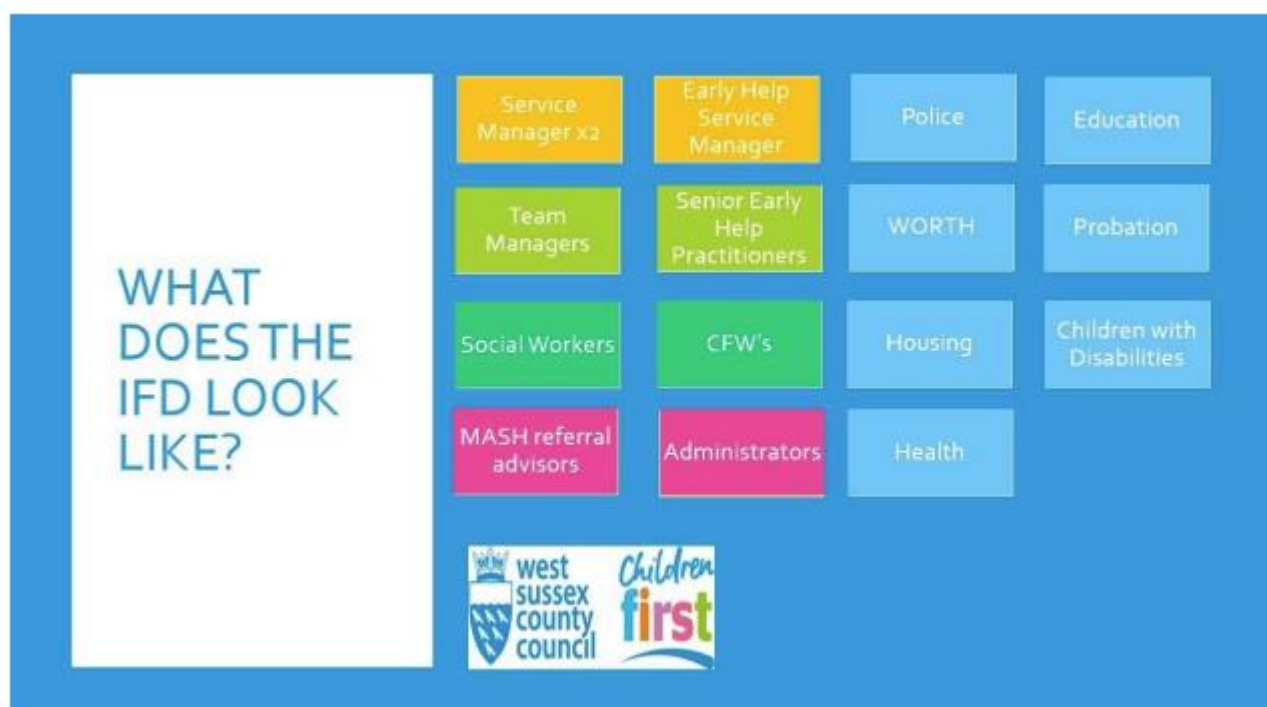 WHAT
DOES THE
IFD LOOK
LIKE?
Service
Manager x2
Early Help
Service
Manager
Police
Education
Team
Managers
Senior Early
Help
Practitioners
WORTH
Probation
Social Workers
CFW's
Housing
Children with
Disabilities
MASH referral
advisors
Administrators
Health
west
sussex
county
council
Children
first